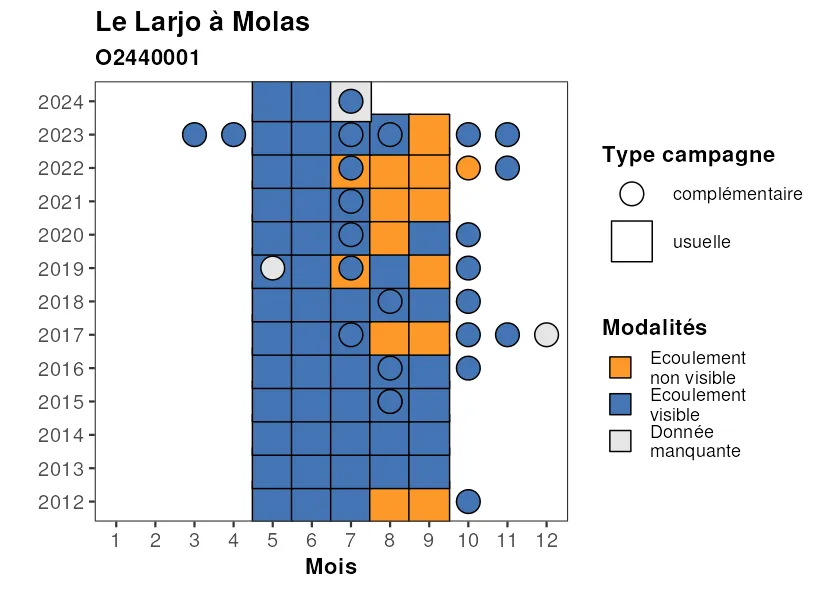 Le Larjo à Molas
O2440001
2024
2023
2022
2021
2020
2019
2018
2017
2016
2015
2014
2013
2012
1 2 3 4 5 6 7 8 9 10 11 12
Mois
Type campagne
complémentaire
usuelle
Modalités
Ecoulement
non visible
Ecoulement
visible
Donnée
manquante